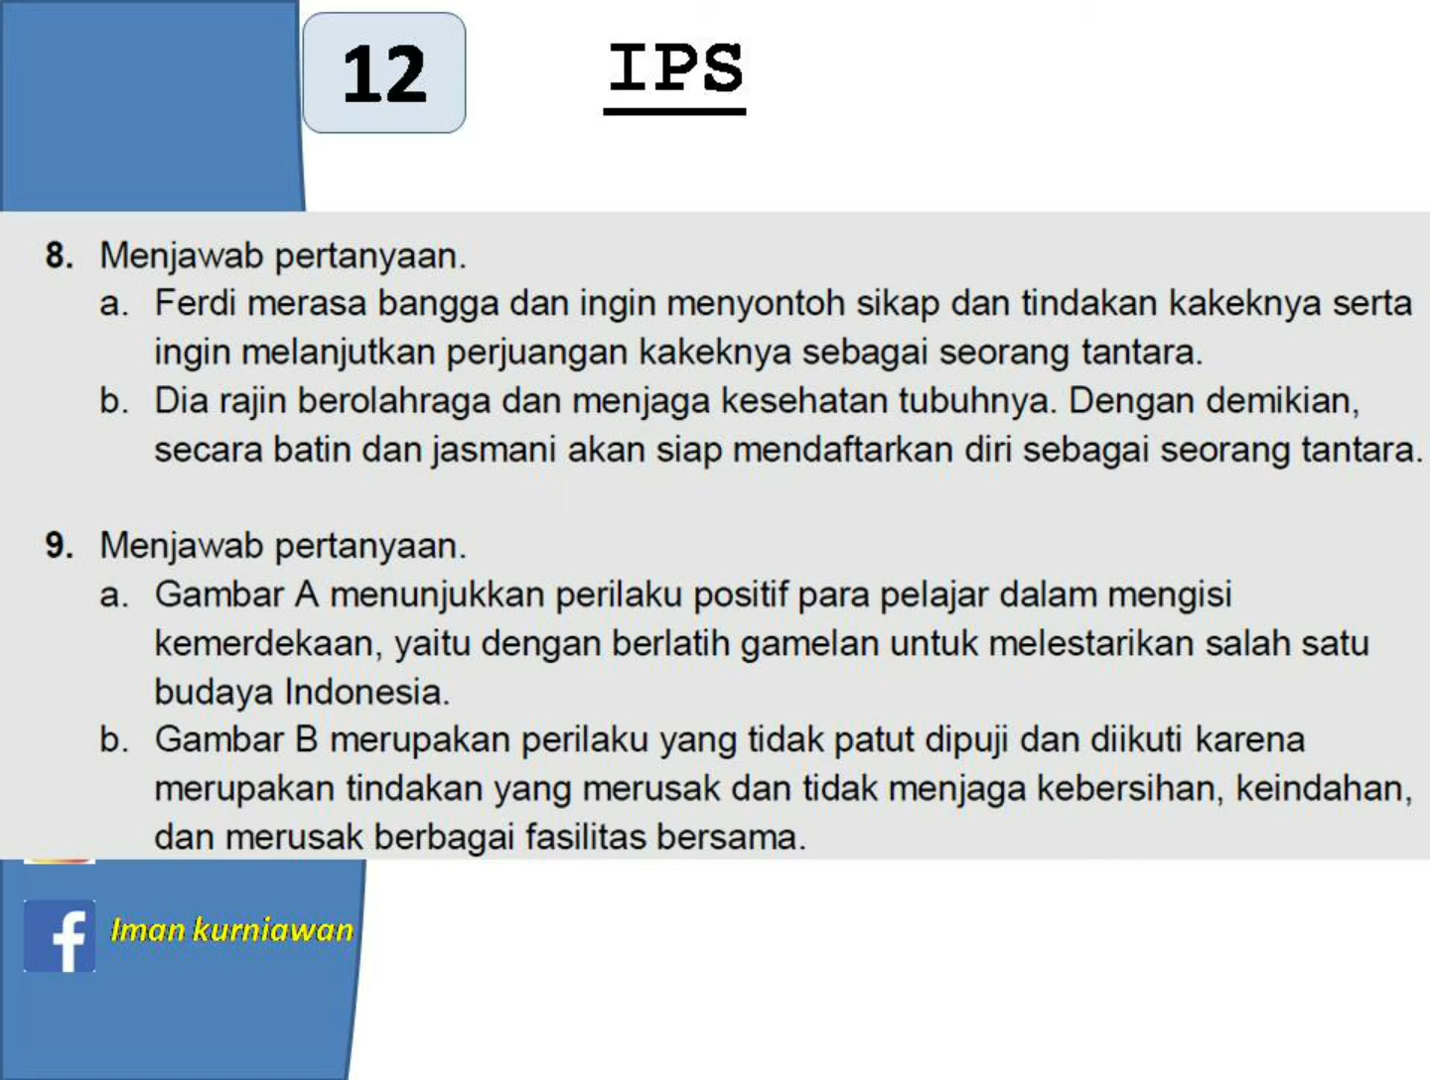 12
IPS
8. Menjawab pertanyaan.
a. Ferdi merasa bangga dan ingin menyontoh sikap dan tindakan kakeknya serta
ingin melanjutkan perjuangan kakeknya sebagai seorang tantara.
b. Dia rajin berolahraga dan menjaga kesehatan tubuhnya. Dengan demikian,
secara batin dan jasmani akan siap mendaftarkan diri sebagai seorang tantara.
9. Menjawab pertanyaan.
a. Gambar A menunjukkan perilaku positif para pelajar dalam mengisi
kemerdekaan, yaitu dengan berlatih gamelan untuk melestarikan salah satu
budaya Indonesia.
b. Gambar B merupakan perilaku yang tidak patut dipuji dan diikuti karena
merupakan tindakan yang merusak dan tidak menjaga kebersihan, keindahan,
dan merusak berbagai fasilitas bersama.
f Iman kurniawan